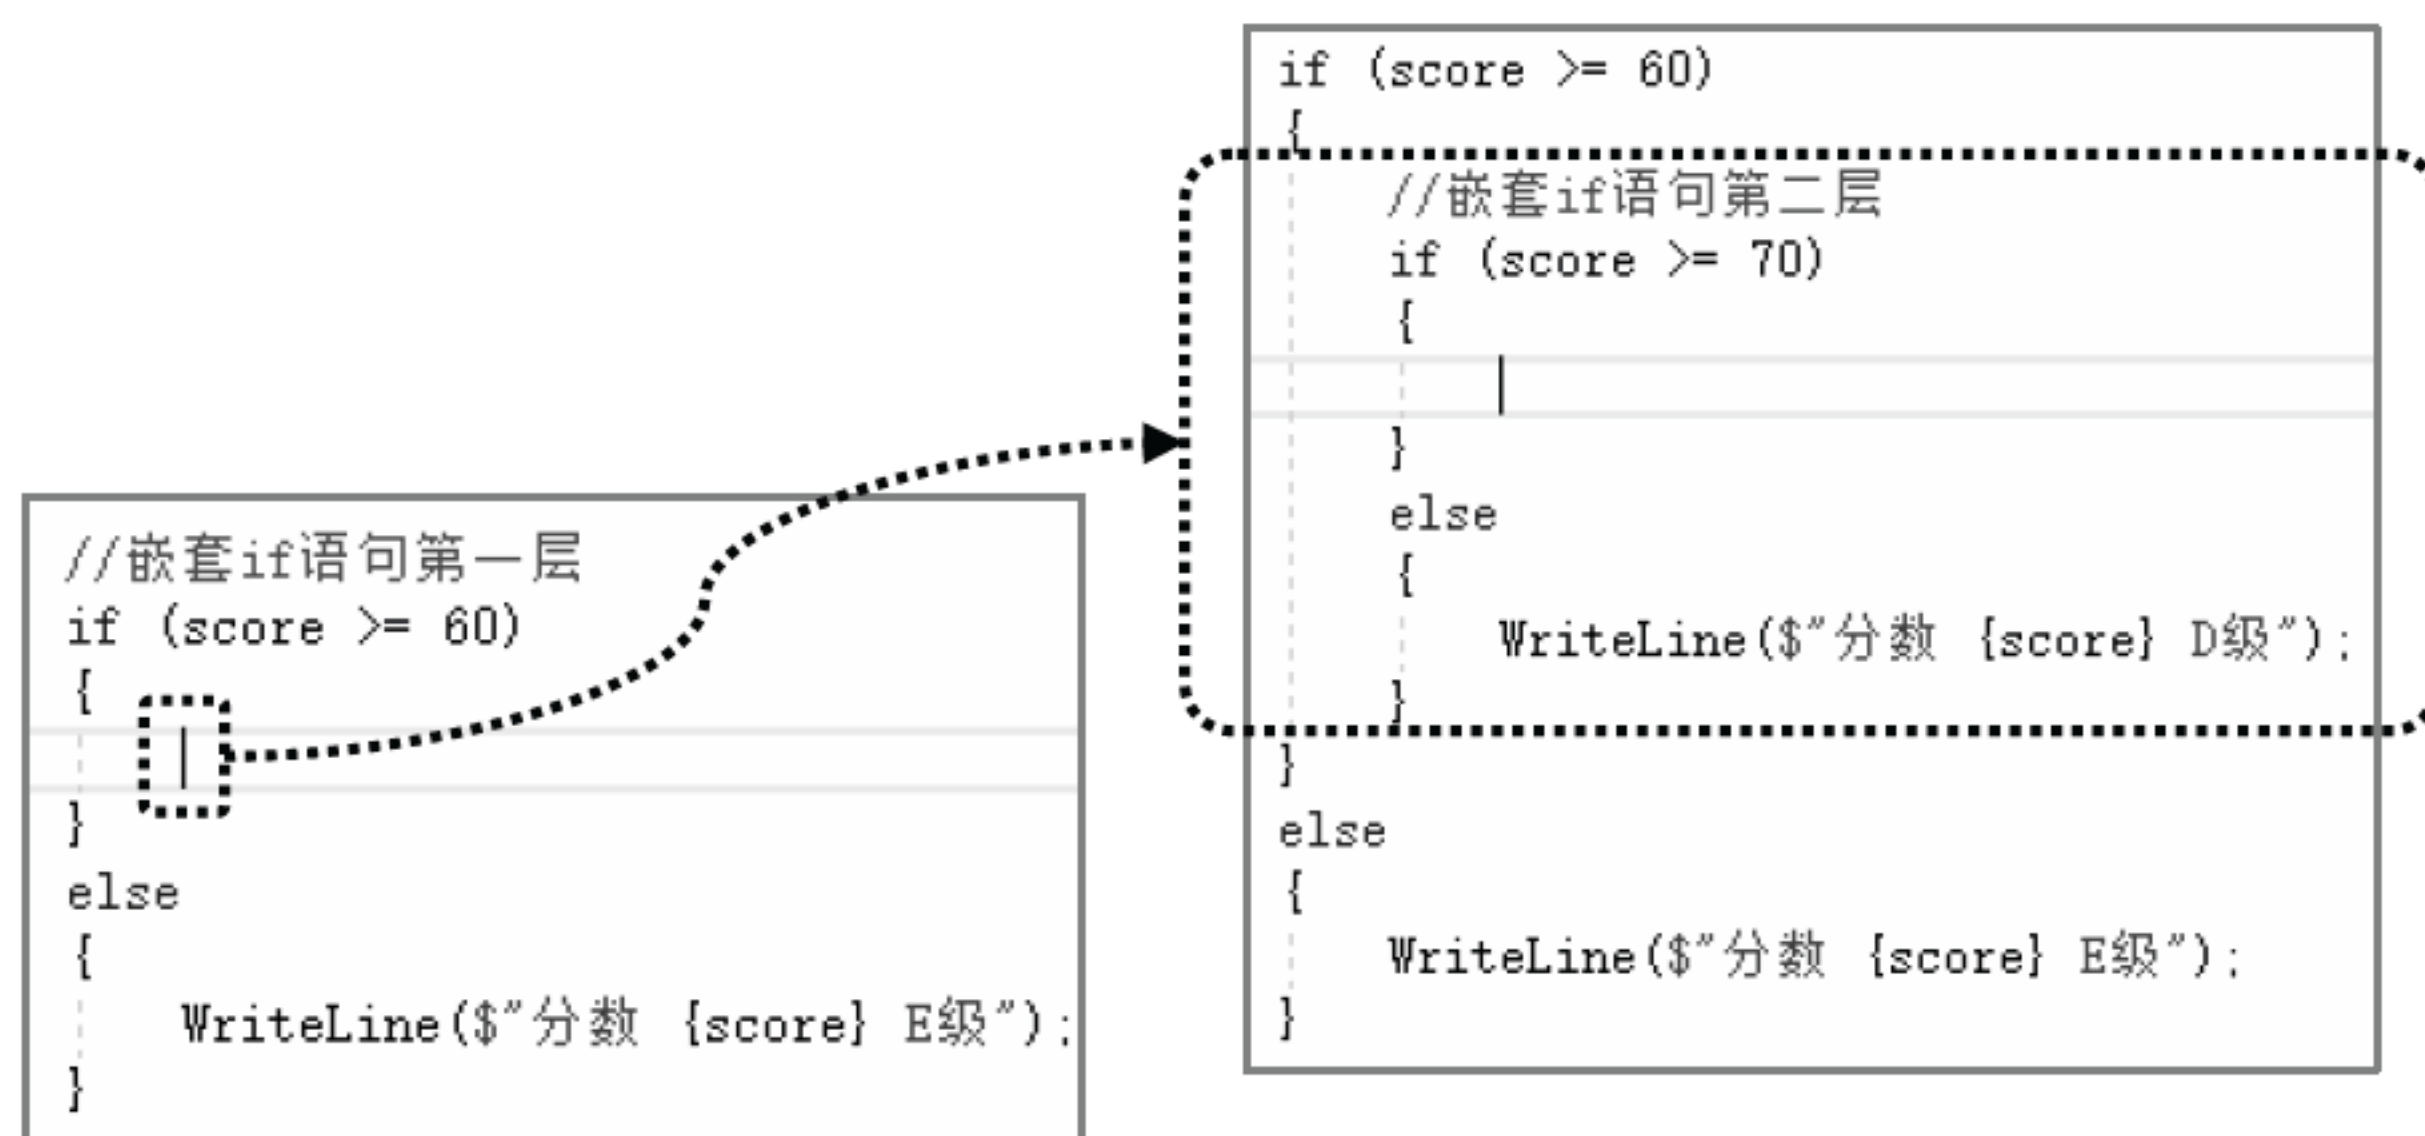 //嵌套if语句第一层
if (score >= 60)
{
}
else
{
WriteLine($"分数 {score} E级");
}
if (score >= 60)
{
//嵌套if语句第二层
if (score >= 70)
{
}
else
{
WriteLine($"分数 {score} D级");
}
}
else
{
WriteLine($"分数 {score} E级");
}